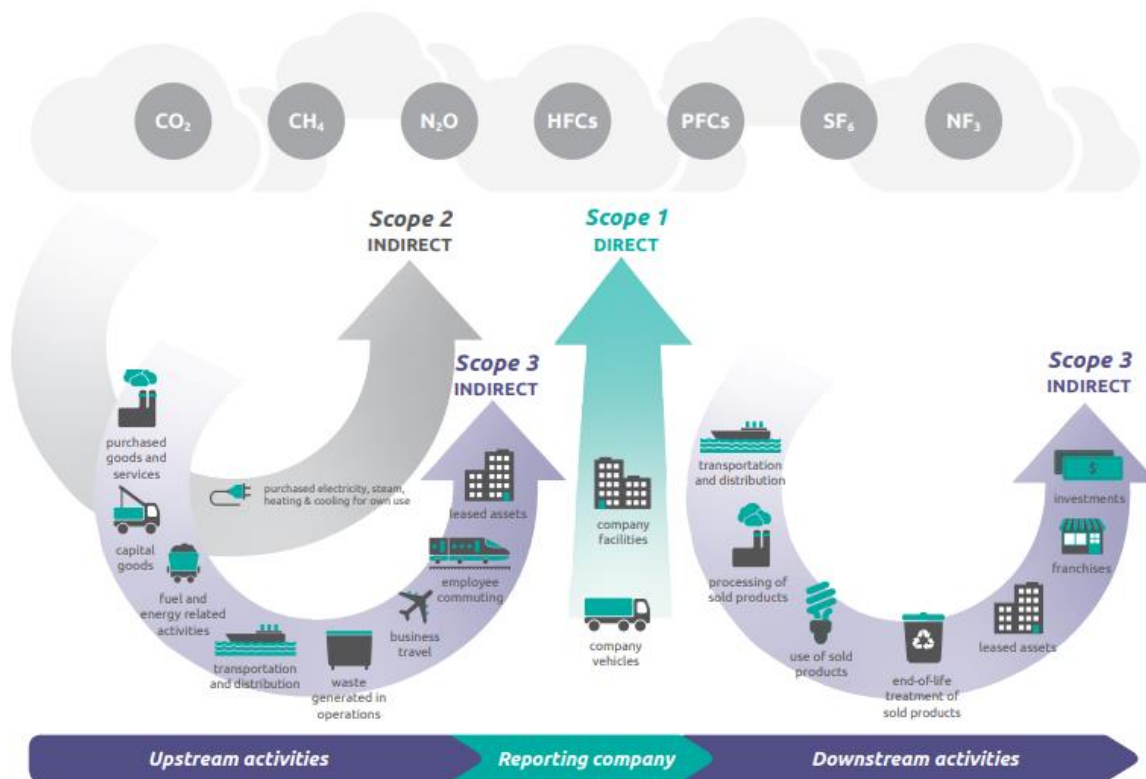 CO₂ CH₄ N₂O HFCs PFCs SF₆ NF₃
Scope 2
INDIRECT
Scope 1
DIRECT
Scope 3
INDIRECT
Scope 3
INDIRECT
purchased
goods and
services
capital
goods
fuel and
energy related
activities
transportation
and distribution
waste
generated in
operations
business
travel
employee
commuting
leased assets
purchased electricity, steam,
heating & cooling for own use
company
facilities
company
vehicles
transportation
and distribution
processing of
sold products
use of sold
products
end-of-life
treatment of
sold products
leased assets
franchises
$
investments
Upstream activities
Reporting company
Downstream activities